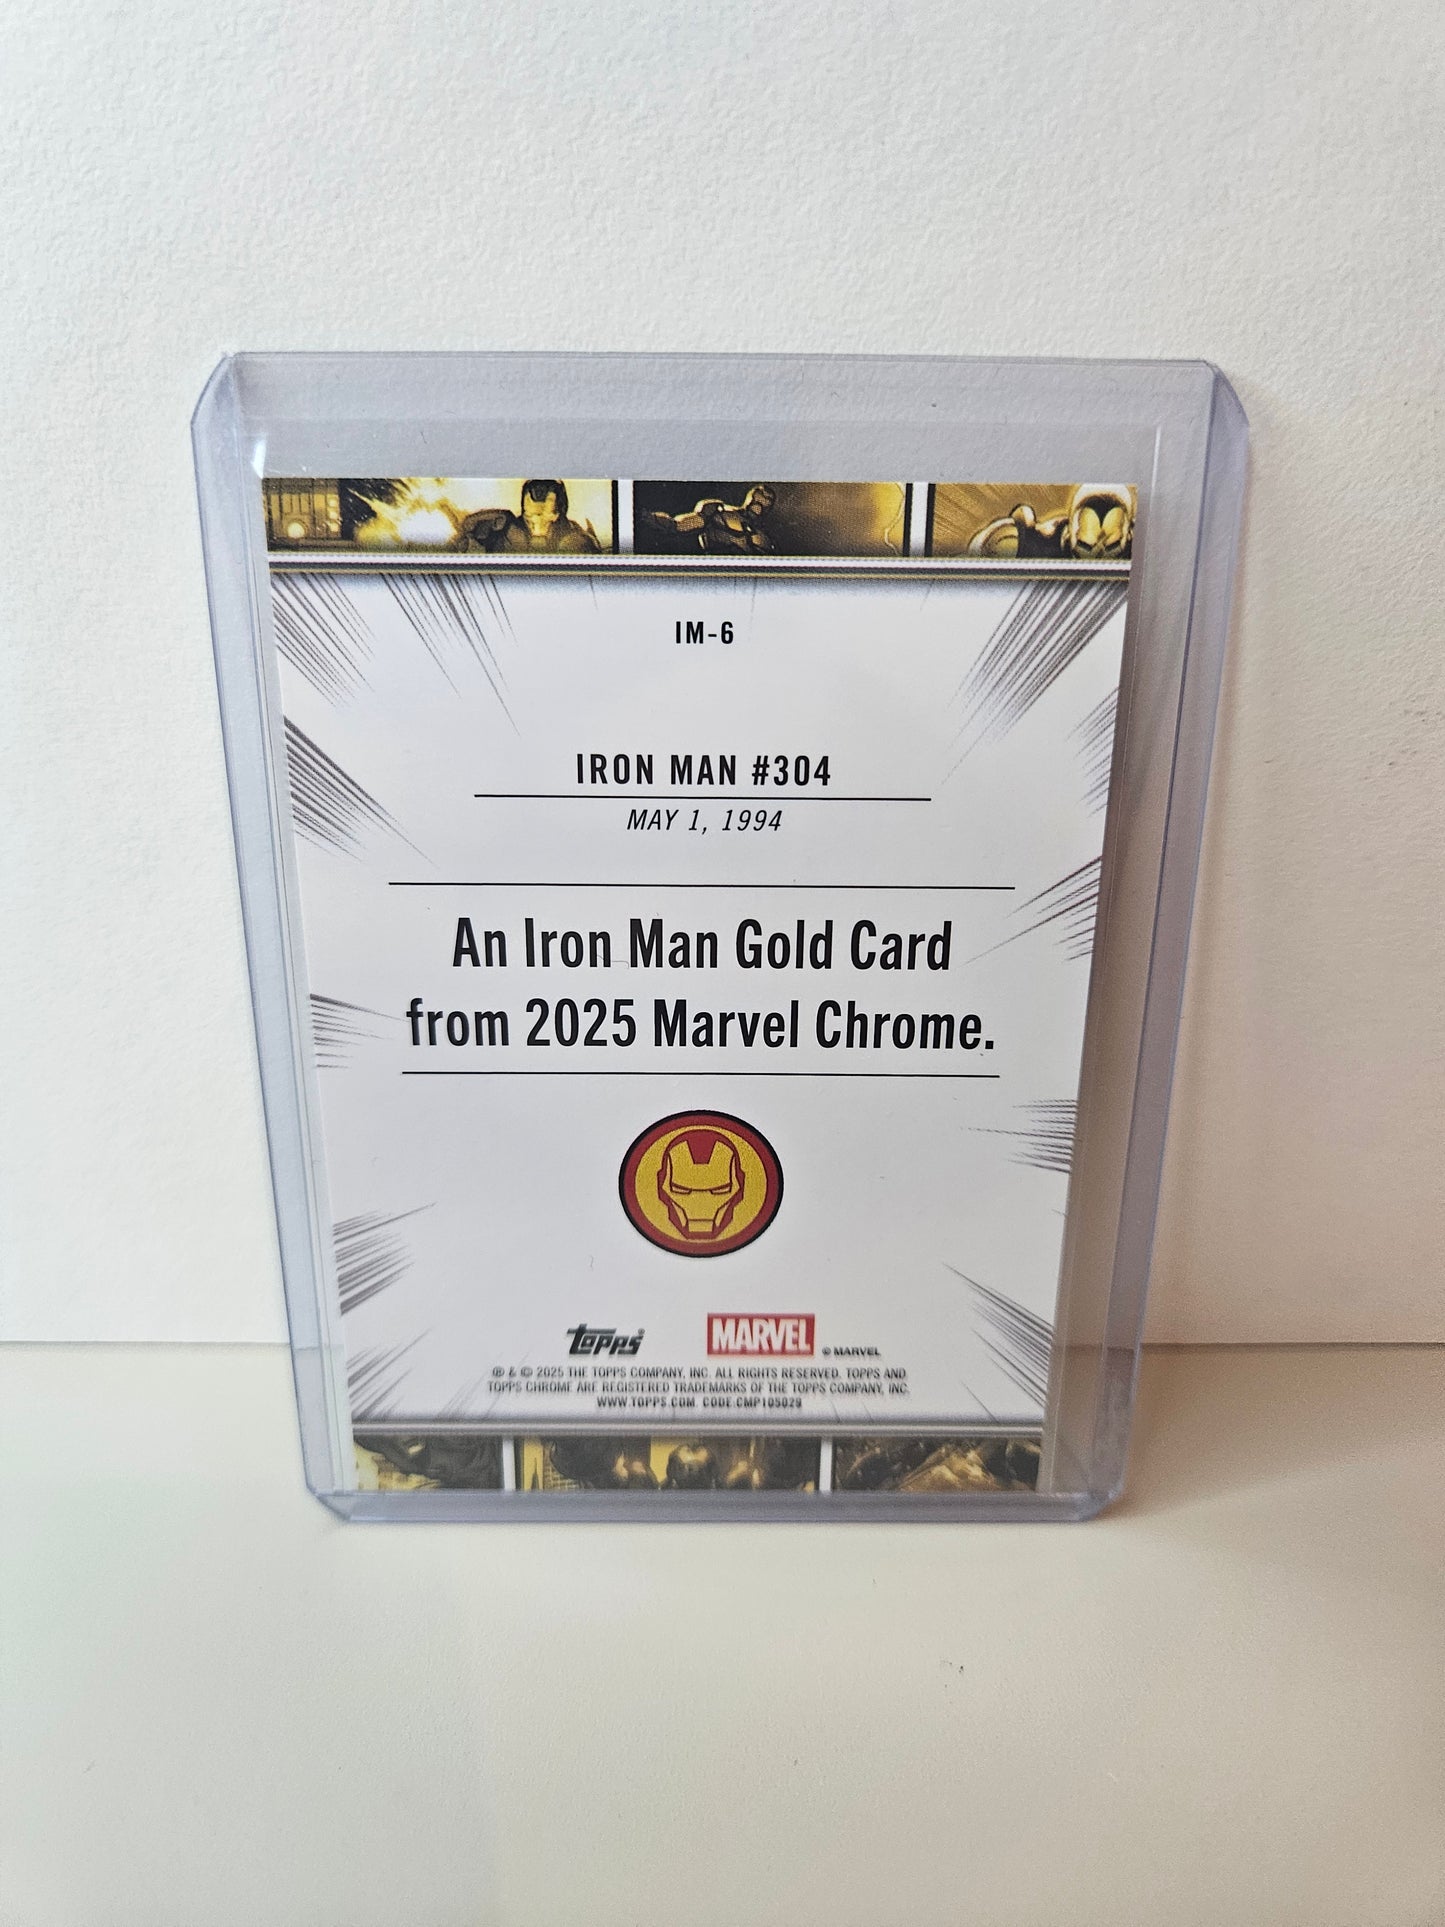 IM-6
IRON MAN #304
MAY 1, 1994
An Iron Man Gold Card
from 2025 Marvel Chrome.
topps®
MARVEL © MARVEL
® & © 2025 THE TOPPS COMPANY, INC. ALL RIGHTS RESERVED. TOPPS AND
TOPPS CHROME ARE REGISTERED TRADEMARKS OF THE TOPPS COMPANY, INC.
WWW.TOPPS.COM. CODE:CMP105029